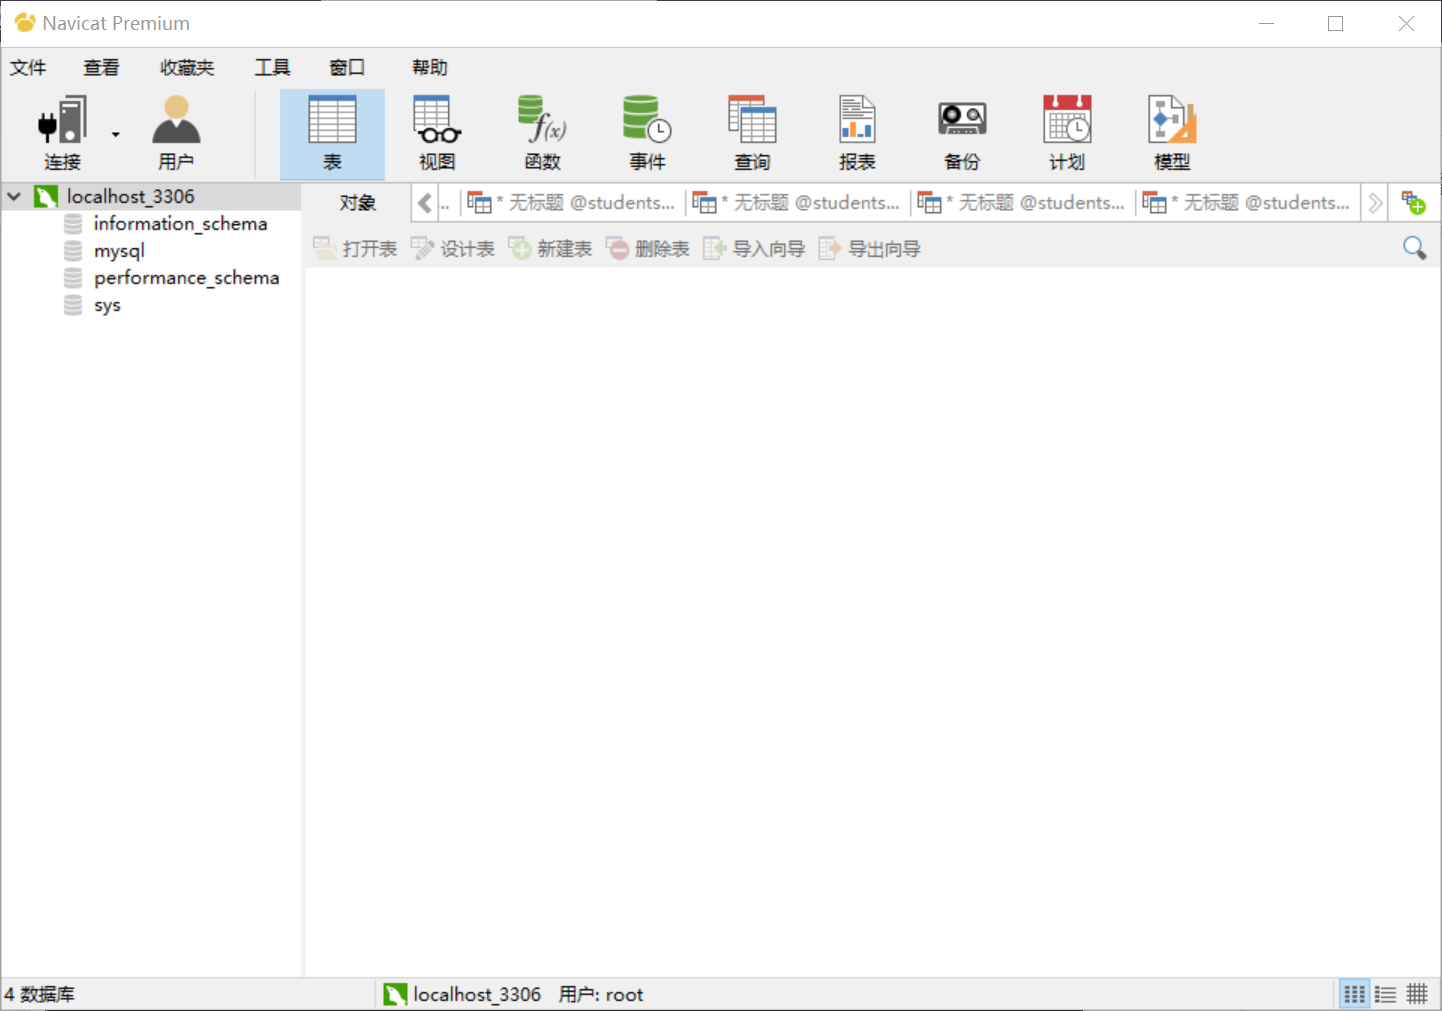 Navicat Premium
文件 查看 收藏夹 工具 窗口 帮助
连接 用户 表 视图 函数 事件 查询 报表 备份 计划 模型
localhost_3306
information_schema
mysql
performance_schema
sys
对象 .. * 无标题 @students... * 无标题 @students... * 无标题 @students... * 无标题 @students...
打开表 设计表 新建表 删除表 导入向导 导出向导
4 数据库 localhost_3306 用户: root